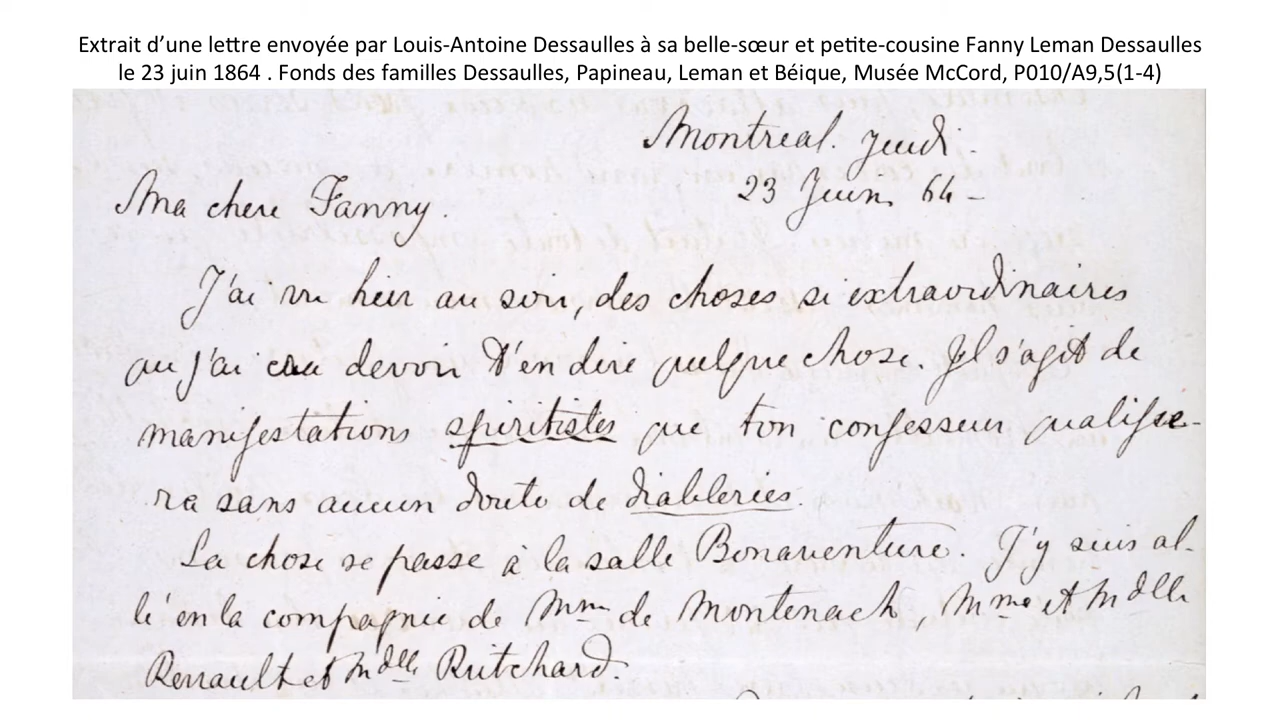 Extrait d’une lettre envoyée par Louis-Antoine Dessaulles à sa belle-sœur et petite-cousine Fanny Leman Dessaulles
le 23 juin 1864 . Fonds des familles Dessaulles, Papineau, Leman et Béique, Musée McCord, P010/A9,5(1-4)
Montreal. Jeudi.
23 Juin 64 -
Ma chere Fanny.
J'ai vu hier au soir, des choses si extraordinaires
que j'ai cru devoir t'en dire quelque chose. Il s'agit de
manifestations spiritistes que ton confesseur qualifie-
ra sans aucun doute de diableries.
La chose se passe à la salle Bonaventure. J'y suis al-
lé en la compagnie de Mme de Montenach, Mme et Mdlle
Renault et Mdlle Pritchard.